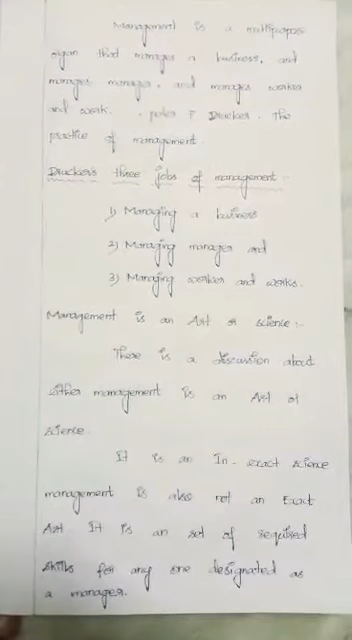 Management is a multipurpose
organ that manages a business, and
manages manager, and manages worker
and work. . peter F Drucker. The
practice of management.
Drucker's three jobs of management :-
1) Managing a business
2) Managing manager and
3) Managing worker and works.
Management is an Art or science :-
There is a discussion about
either management is an Art or
science.
It is an In-exact science
management is also not an Exact
Art It is an set of required
skills for any one designated as
a manager.